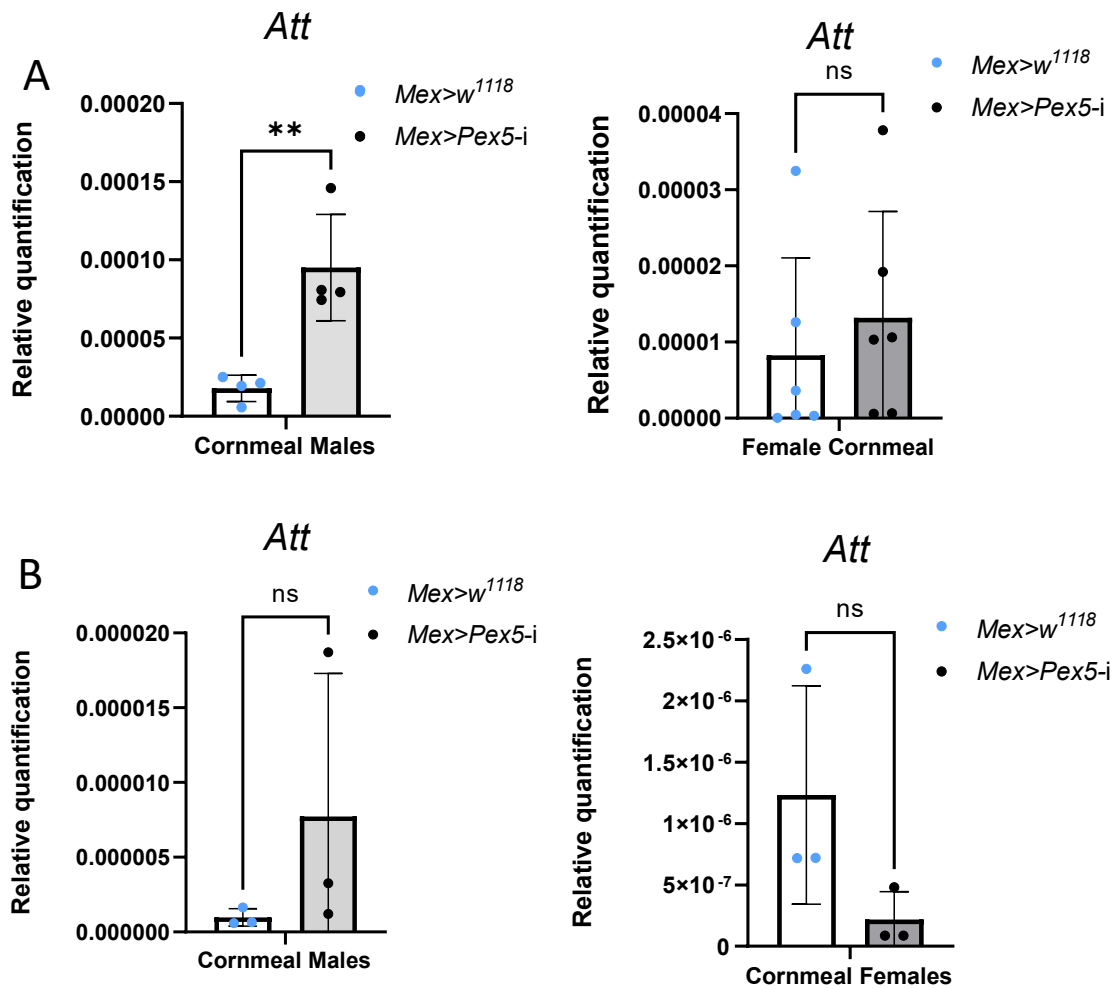 A
Att
Mex>w1118
Mex>Pex5-i
**
Relative quantification
0.00020
0.00015
0.00010
0.00005
0.00000
Cornmeal Males
Att
Mex>w1118
Mex>Pex5-i
ns
Relative quantification
0.00004
0.00003
0.00002
0.00001
0.00000
Female Cornmeal
B
Att
Mex>w1118
Mex>Pex5-i
ns
Relative quantification
0.000020
0.000015
0.000010
0.000005
0.000000
Cornmeal Males
Att
Mex>w1118
Mex>Pex5-i
ns
Relative quantification
2.5×10-6
2×10-6
1.5×10-6
1×10-6
5×10-7
0
Cornmeal Females